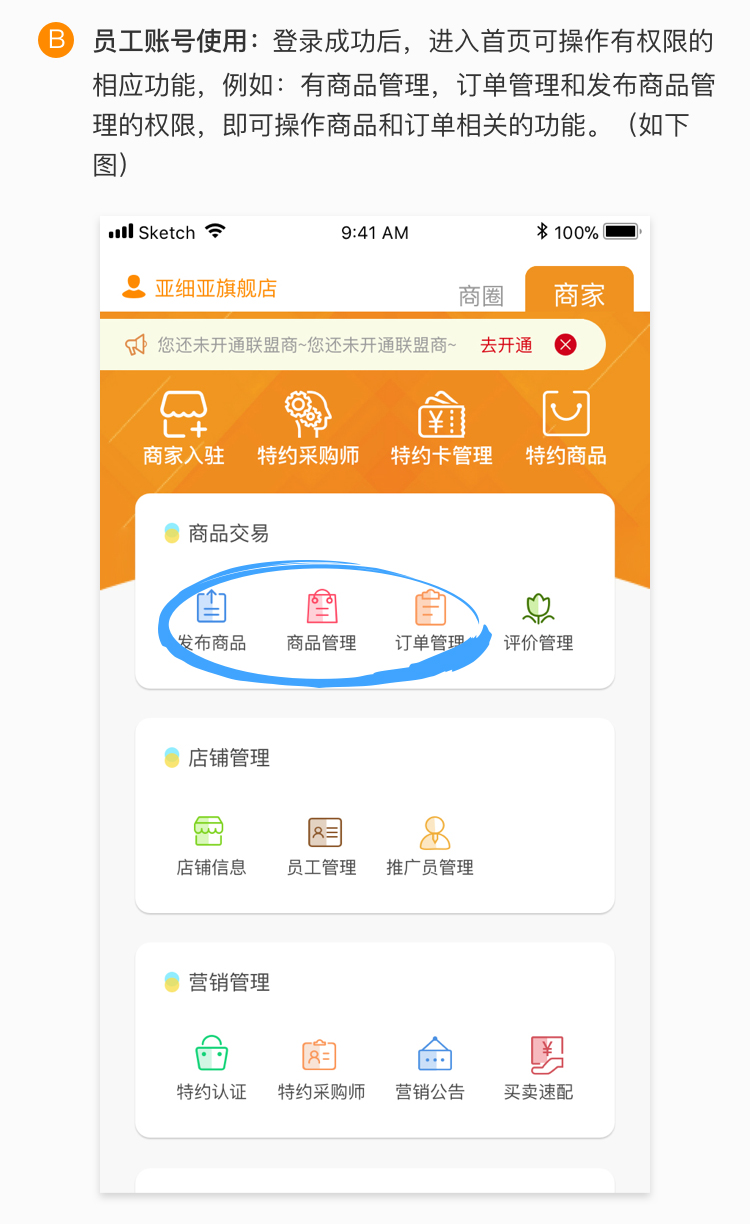 B 员工账号使用：登录成功后，进入首页可操作有权限的
相应功能，例如：有商品管理，订单管理和发布商品管
理的权限，即可操作商品和订单相关的功能。（如下
图）
Sketch 9:41 AM 100%
亚细亚旗舰店 商圈 商家
您还未开通联盟商~您还未开通联盟商~ 去开通
商家入驻 特约采购师 特约卡管理 特约商品
商品交易
发布商品 商品管理 订单管理 评价管理
店铺管理
店铺信息 员工管理 推广员管理
营销管理
特约认证 特约采购师 营销公告 买卖速配